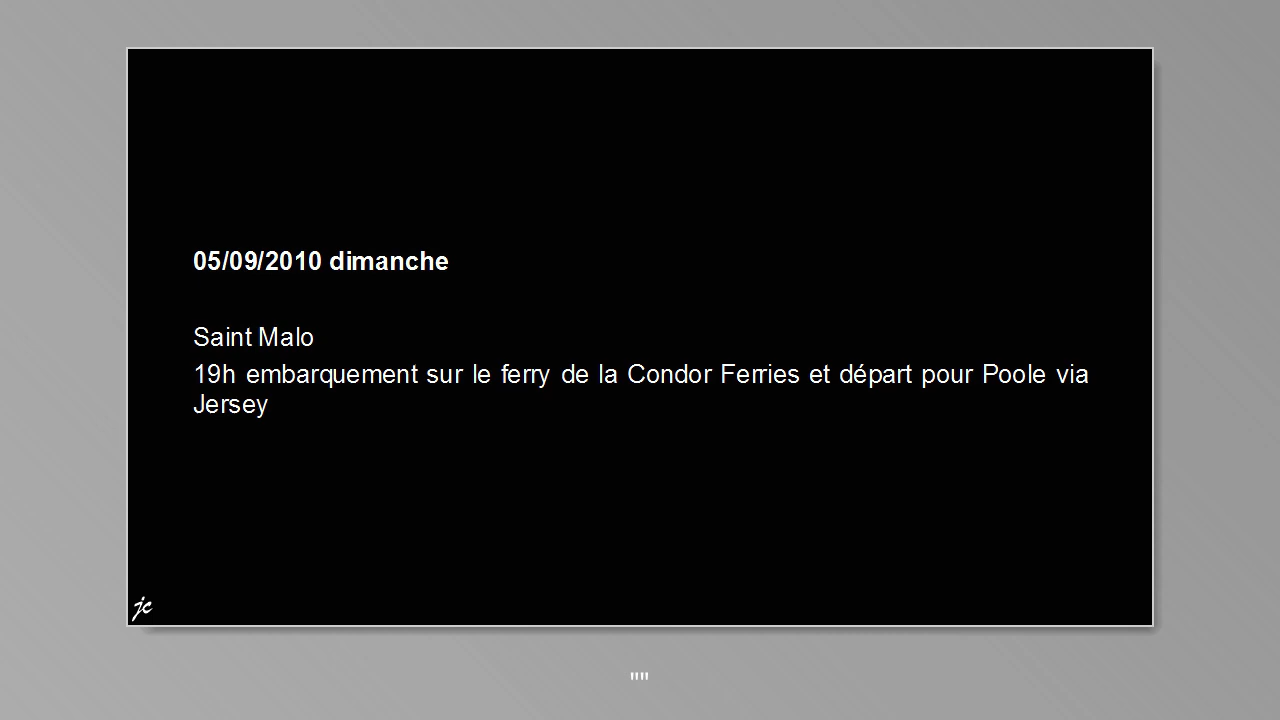 05/09/2010 dimanche
Saint Malo
19h embarquement sur le ferry de la Condor Ferries et départ pour Poole via
Jersey
jc
""